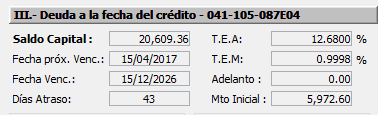 III.- Deuda a la fecha del crédito - 041-105-087E04
Saldo Capital : 20,609.36 T.E.A: 12.6800 %
Fecha próx. Venc.: 15/04/2017 T.E.M: 0.9998 %
Fecha Venc.: 15/12/2026 Adelanto : 0.00
Días Atraso: 43 Mto Inicial : 5,972.60